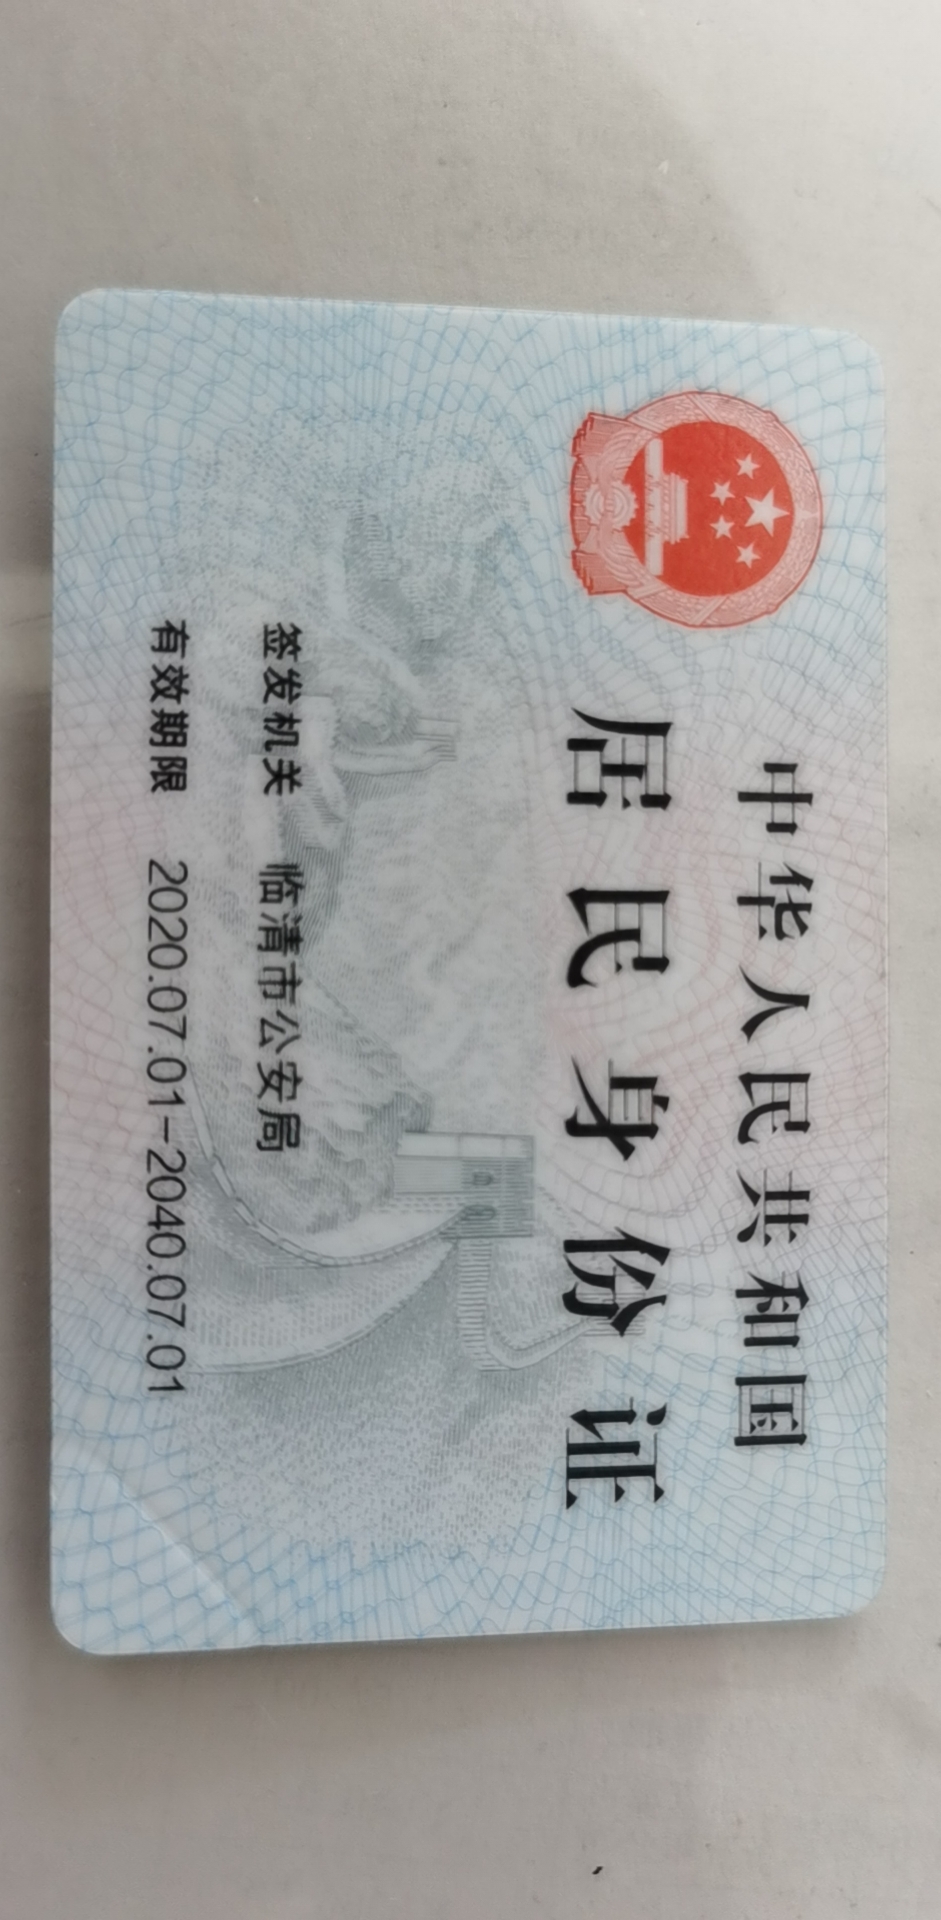 中华人民共和国
居民身份证
签发机关 临清市公安局
有效期限 2020.07.01-2040.07.01